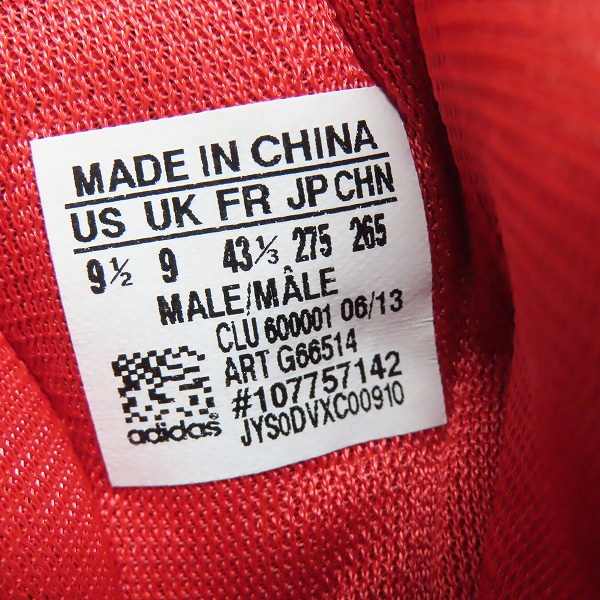 MADE IN CHINA
US UK FR JP CHN
9½ 9 43⅓ 275 265
MALE/MÂLE
CLU 600001 06/13
ART G66514
#107757142
adidas JYS0DVXC00910